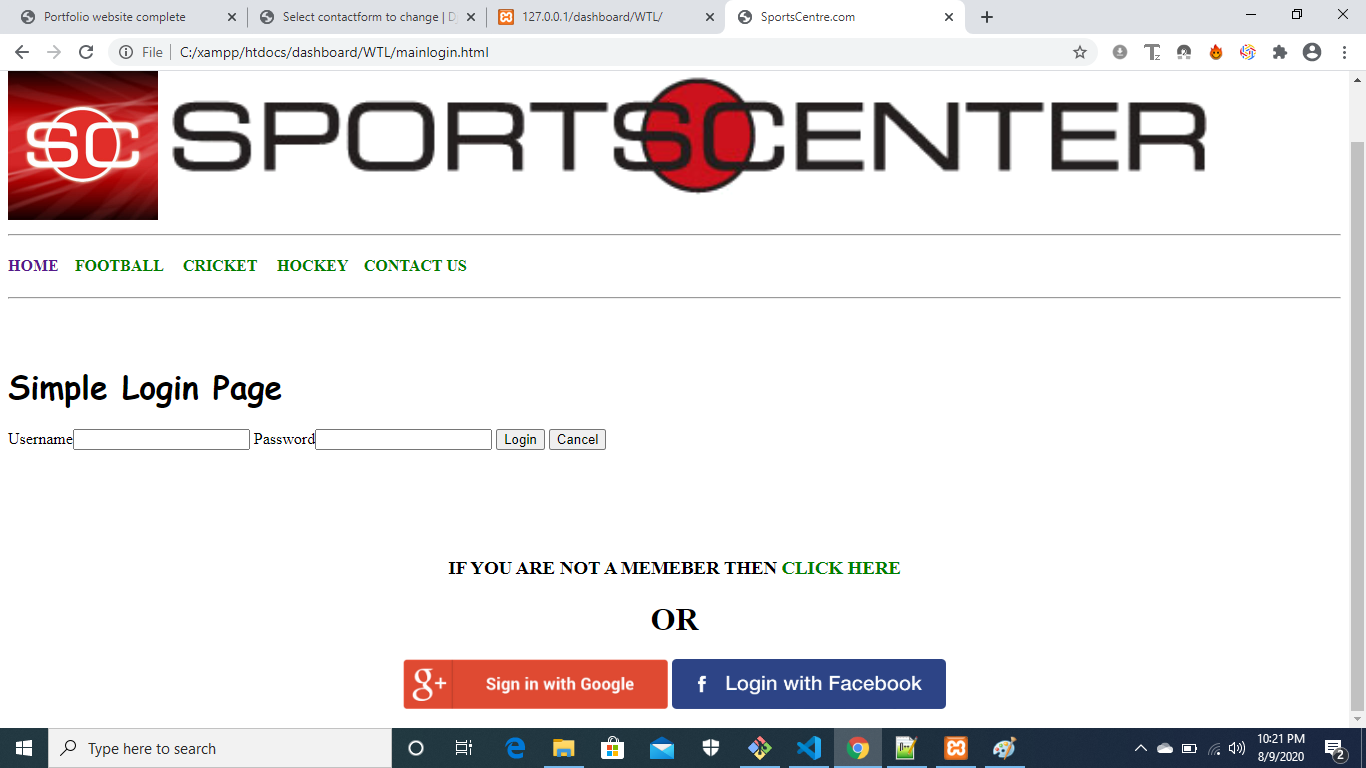 Portfolio website complete
Select contactform to change | Dj
127.0.0.1/dashboard/WTL/
SportsCentre.com
File | C:/xampp/htdocs/dashboard/WTL/mainlogin.html
SC SPORTSCENTER
HOME FOOTBALL CRICKET HOCKEY CONTACT US
Simple Login Page
Username Password Login Cancel
IF YOU ARE NOT A MEMEBER THEN CLICK HERE
OR
g+ Sign in with Google f Login with Facebook
Type here to search
10:21 PM
8/9/2020
2